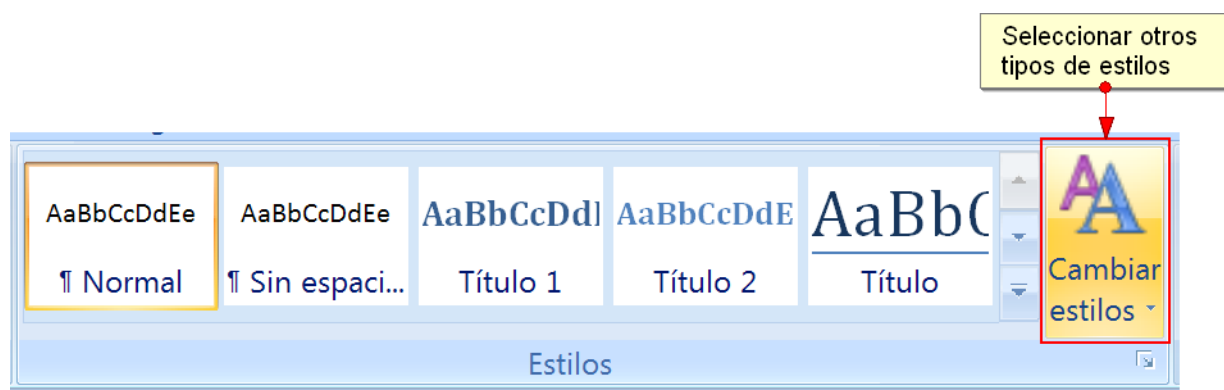 Seleccionar otros
tipos de estilos
AaBbCcDdEe
AaBbCcDdEe
AaBbCcDdI
AaBbCcDdE
AaBbC
¶ Normal
¶ Sin espaci...
Título 1
Título 2
Título
Cambiar
estilos
Estilos